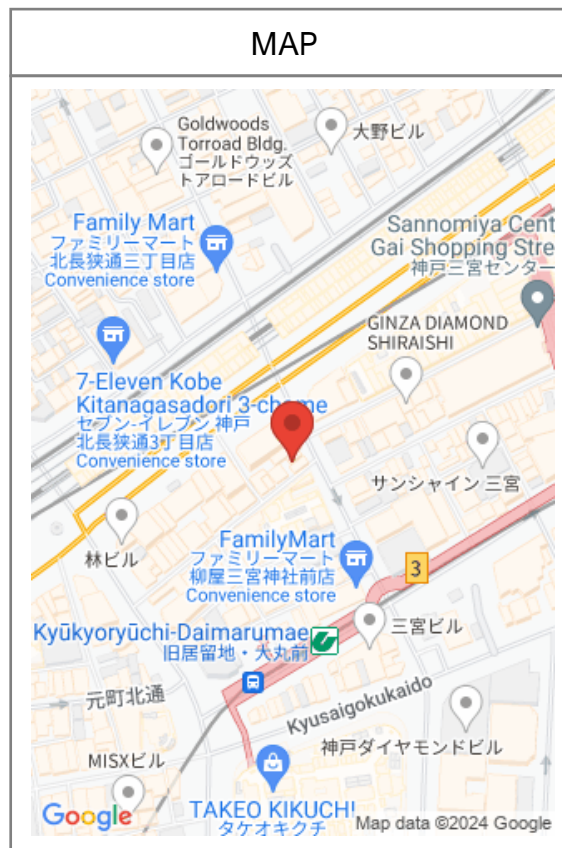 MAP
Goldwoods
Torroad Bldg.
ゴールドウッズ
トアロードビル
大野ビル
Family Mart
ファミリーマート
北長狭通三丁目店
Convenience store
Sannomiya Cent
Gai Shopping Stre
神戸三宮センター
GINZA DIAMOND
SHIRAISHI
7-Eleven Kobe
Kitanagasadori 3-chome
セブン-イレブン 神戸
北長狭通3丁目店
Convenience store
サンシャイン 三宮
林ビル
FamilyMart
ファミリーマート
柳屋三宮神社前店
Convenience store
3
Kyūkyoryūchi-Daimarumae
旧居留地・大丸前
三宮ビル
元町北通
Kyusaigokukaido
神戸ダイヤモンドビル
MISXビル
TAKEO KIKUCHI
タケオキクチ
Google
Map data ©2024 Google